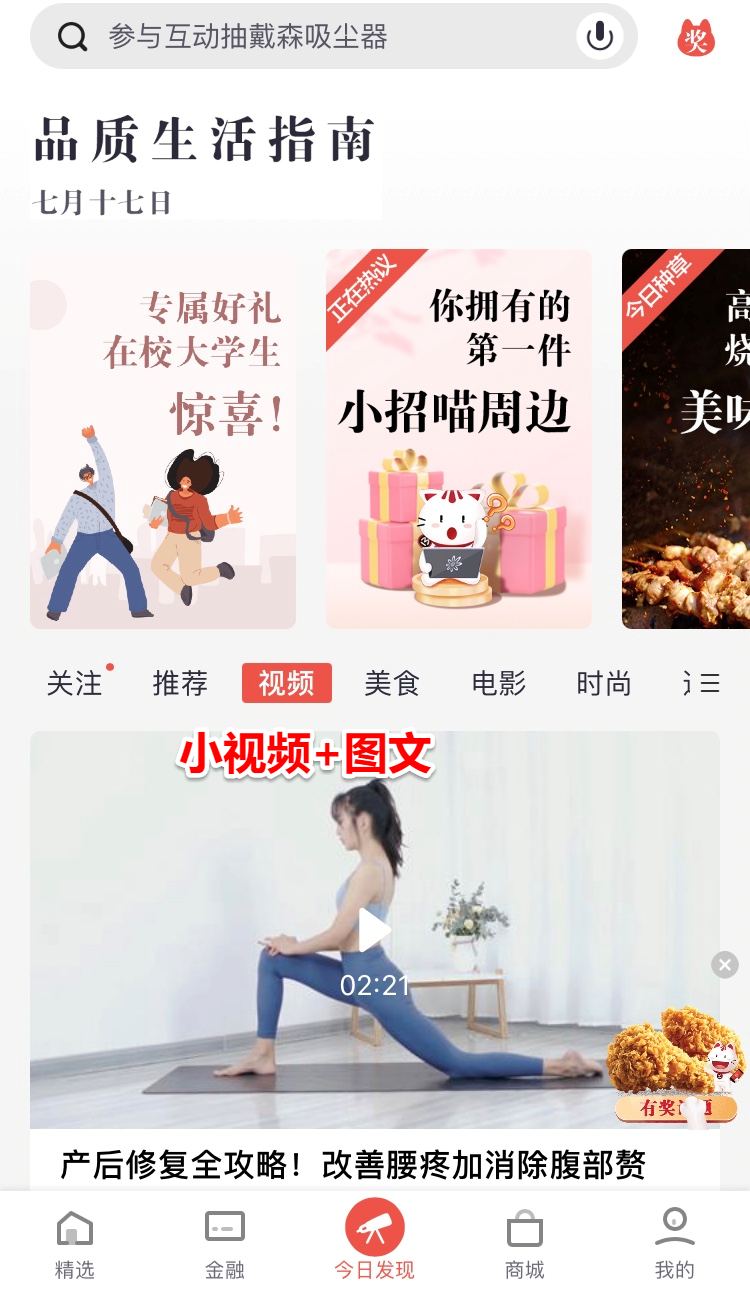 参与互动抽戴森吸尘器
奖
品质生活指南
七月十七日
专属好礼
在校大学生
惊喜!
正在热议
你拥有的
第一件
小招喵周边
今日种草
高
烧
美味
关注
推荐
视频
美食
电影
时尚
小视频+图文
02:21
有奖
产后修复全攻略！改善腰疼加消除腹部赘
精选
金融
今日发现
商城
我的